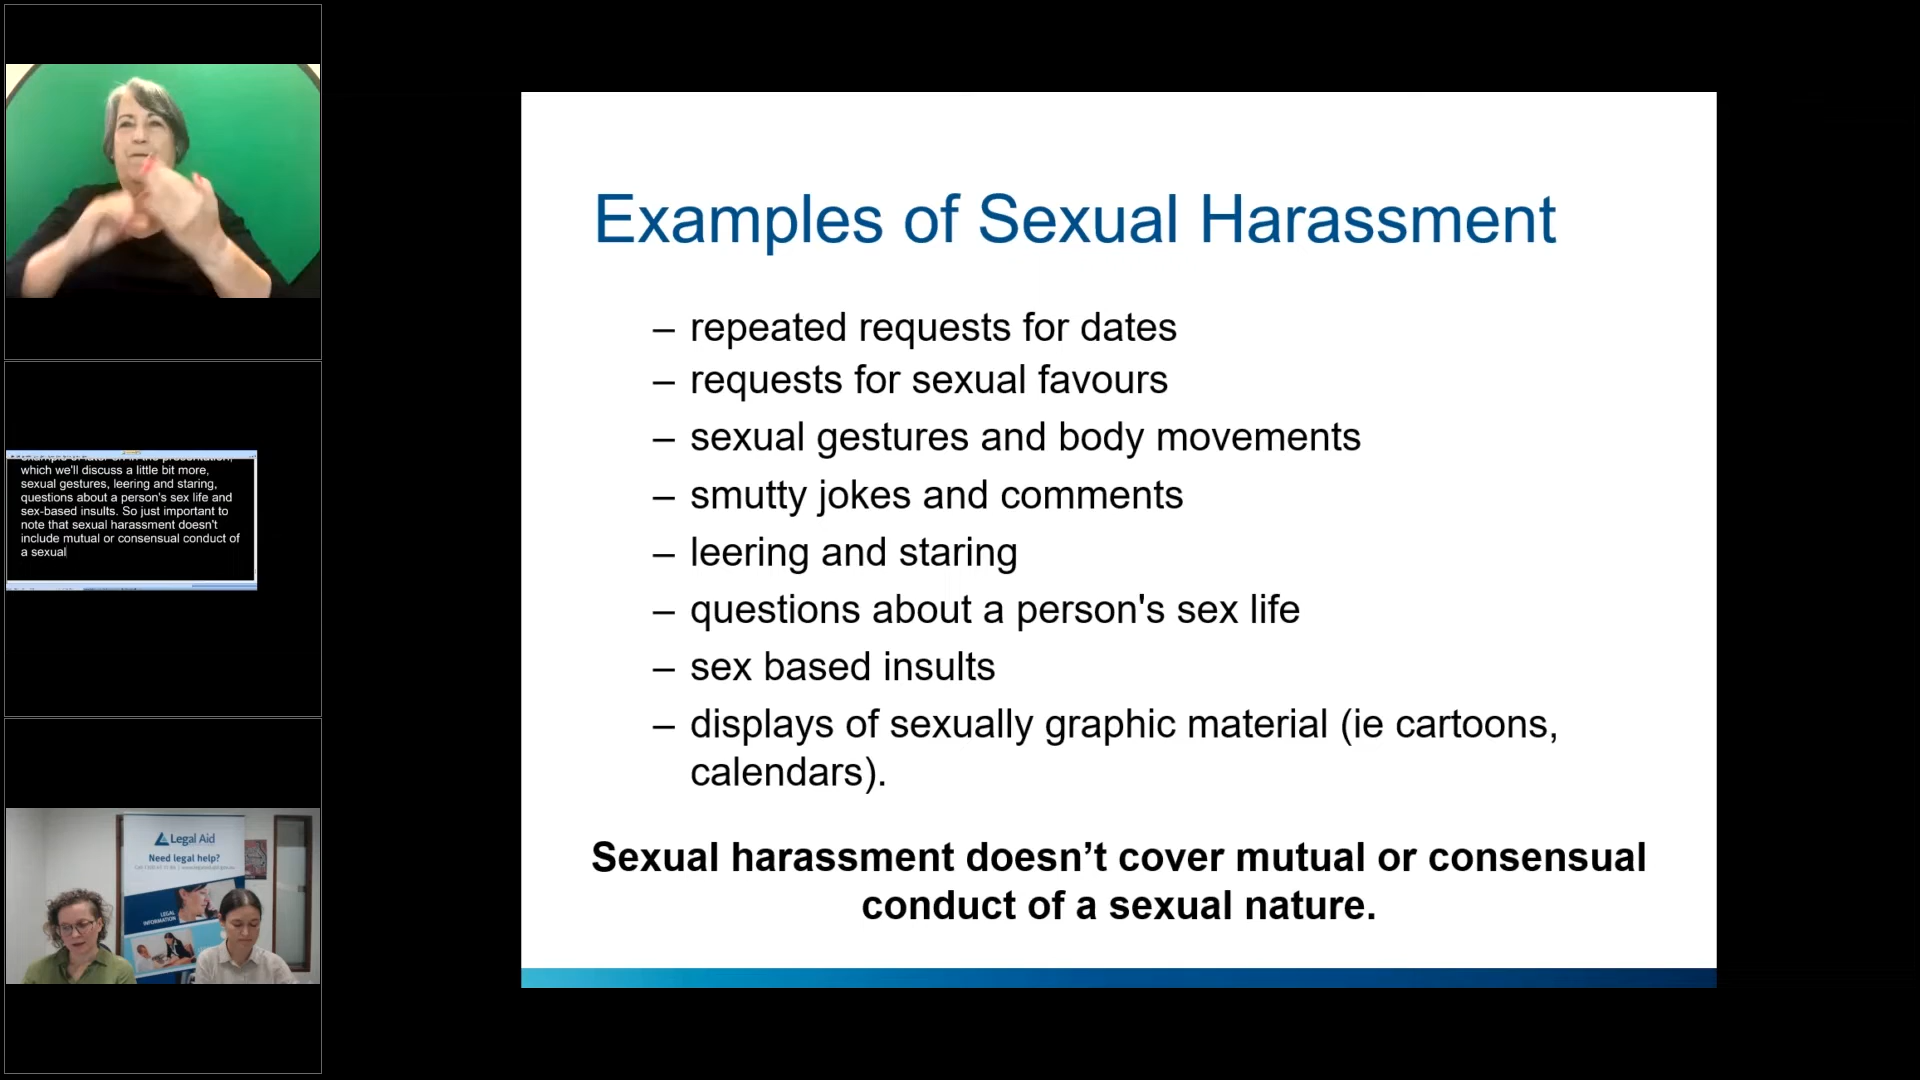 Examples of Sexual Harassment
– repeated requests for dates
– requests for sexual favours
– sexual gestures and body movements
– smutty jokes and comments
– leering and staring
– questions about a person's sex life
– sex based insults
– displays of sexually graphic material (ie cartoons,
calendars).
Sexual harassment doesn’t cover mutual or consensual
conduct of a sexual nature.
which we'll discuss a little bit more,
sexual gestures, leering and staring,
questions about a person's sex life and
sex-based insults. So just important to
note that sexual harassment doesn't
include mutual or consensual conduct of
a sexual
Legal Aid
Need legal help?
LEGAL
INFORMATION